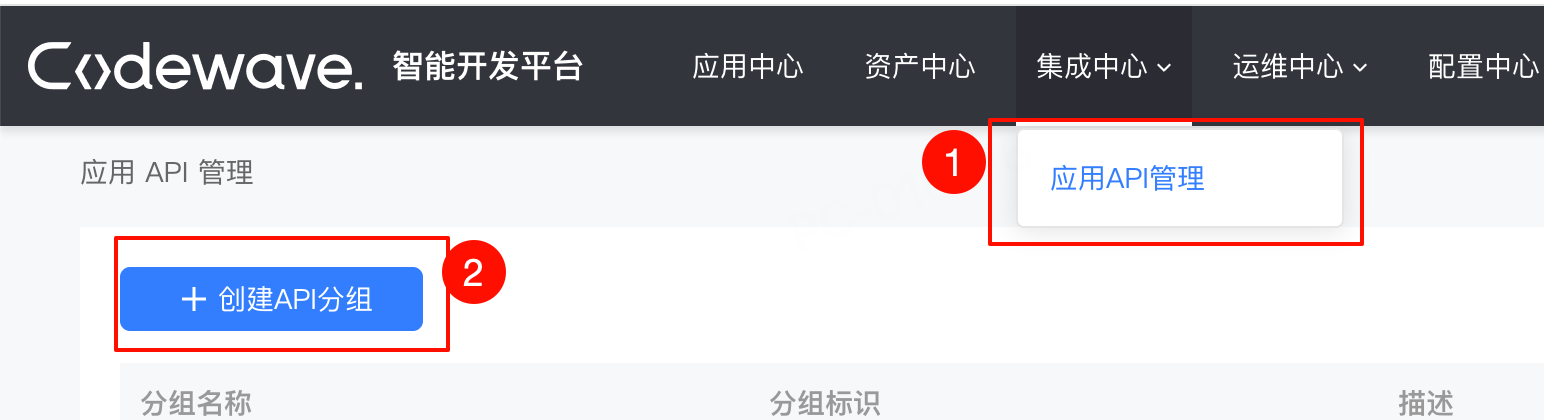 Codewave. 智能开发平台 应用中心 资产中心 集成中心 运维中心 配置中心
应用 API 管理
1
应用API管理
2
+ 创建API分组
分组名称 分组标识 描述